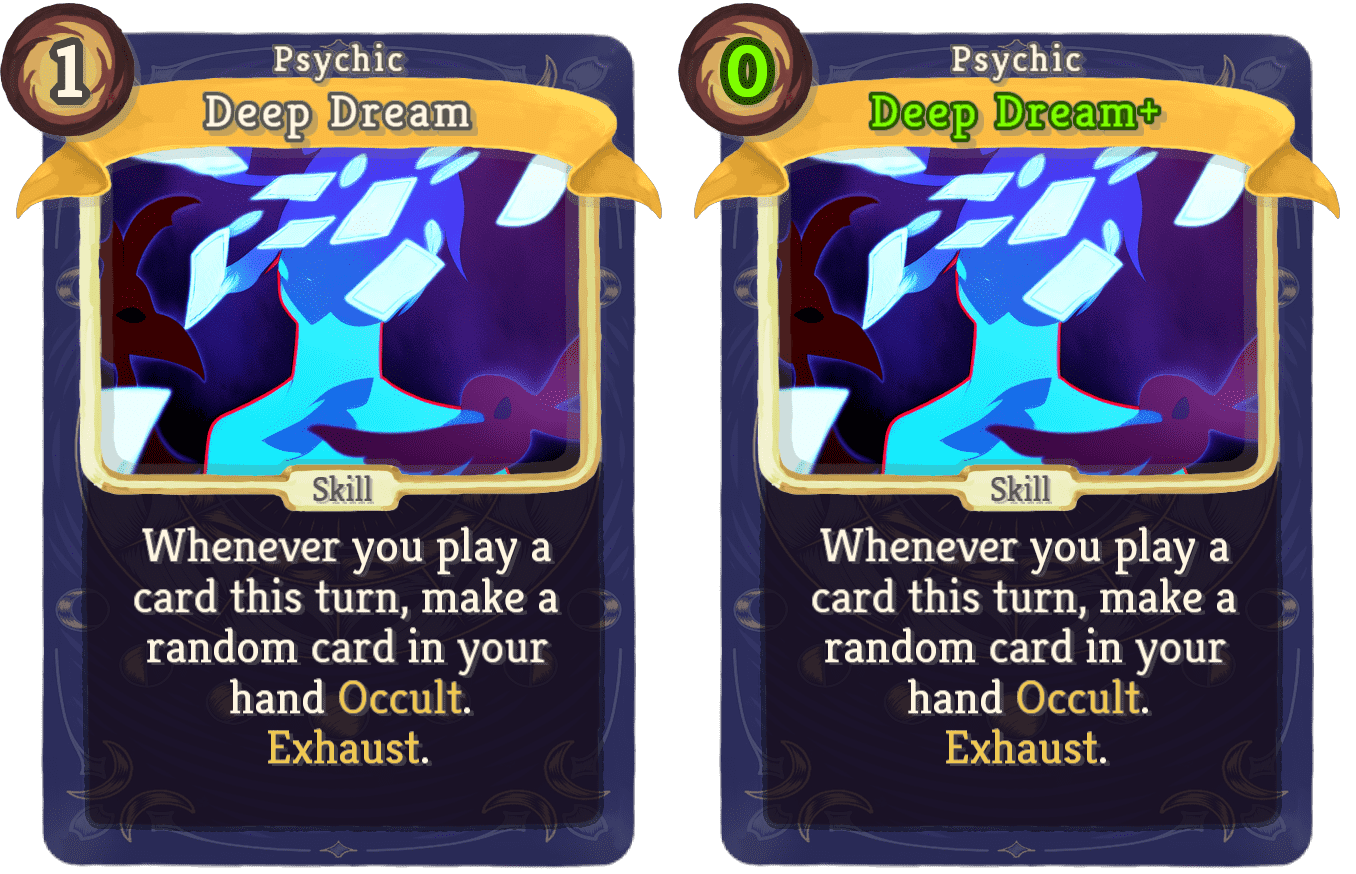 1
Psychic
Deep Dream
Skill
Whenever you play a
card this turn, make a
random card in your
hand Occult.
Exhaust.
0
Psychic
Deep Dream+
Skill
Whenever you play a
card this turn, make a
random card in your
hand Occult.
Exhaust.